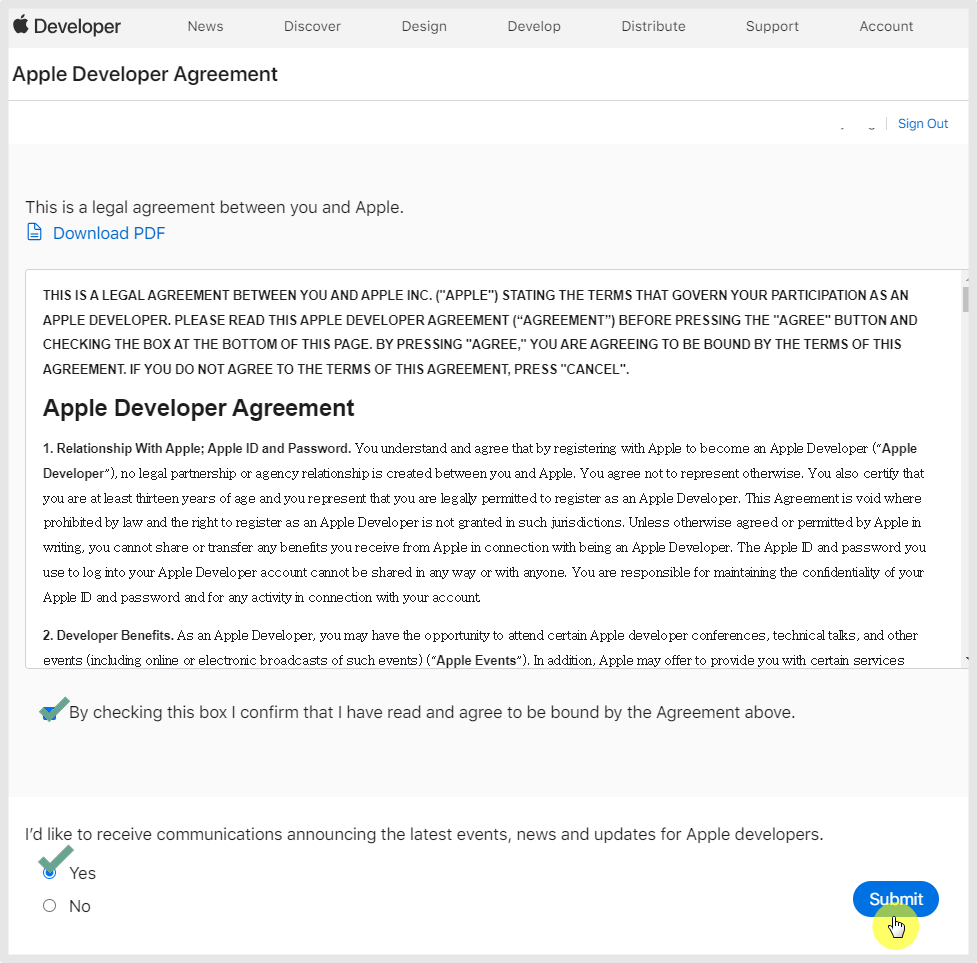 Developer News Discover Design Develop Distribute Support Account
Apple Developer Agreement
Sign Out
This is a legal agreement between you and Apple.
Download PDF
THIS IS A LEGAL AGREEMENT BETWEEN YOU AND APPLE INC. ("APPLE") STATING THE TERMS THAT GOVERN YOUR PARTICIPATION AS AN
APPLE DEVELOPER. PLEASE READ THIS APPLE DEVELOPER AGREEMENT (“AGREEMENT”) BEFORE PRESSING THE "AGREE" BUTTON AND
CHECKING THE BOX AT THE BOTTOM OF THIS PAGE. BY PRESSING "AGREE," YOU ARE AGREEING TO BE BOUND BY THE TERMS OF THIS
AGREEMENT. IF YOU DO NOT AGREE TO THE TERMS OF THIS AGREEMENT, PRESS "CANCEL".
Apple Developer Agreement
1. Relationship With Apple; Apple ID and Password. You understand and agree that by registering with Apple to become an Apple Developer (“Apple
Developer”), no legal partnership or agency relationship is created between you and Apple. You agree not to represent otherwise. You also certify that
you are at least thirteen years of age and you represent that you are legally permitted to register as an Apple Developer. This Agreement is void where
prohibited by law and the right to register as an Apple Developer is not granted in such jurisdictions. Unless otherwise agreed or permitted by Apple in
writing, you cannot share or transfer any benefits you receive from Apple in connection with being an Apple Developer. The Apple ID and password you
use to log into your Apple Developer account cannot be shared in any way or with anyone. You are responsible for maintaining the confidentiality of your
Apple ID and password and for any activity in connection with your account.
2. Developer Benefits. As an Apple Developer, you may have the opportunity to attend certain Apple developer conferences, technical talks, and other
events (including online or electronic broadcasts of such events) (“Apple Events”). In addition, Apple may offer to provide you with certain services
By checking this box I confirm that I have read and agree to be bound by the Agreement above.
I’d like to receive communications announcing the latest events, news and updates for Apple developers.
Yes
No
Submit